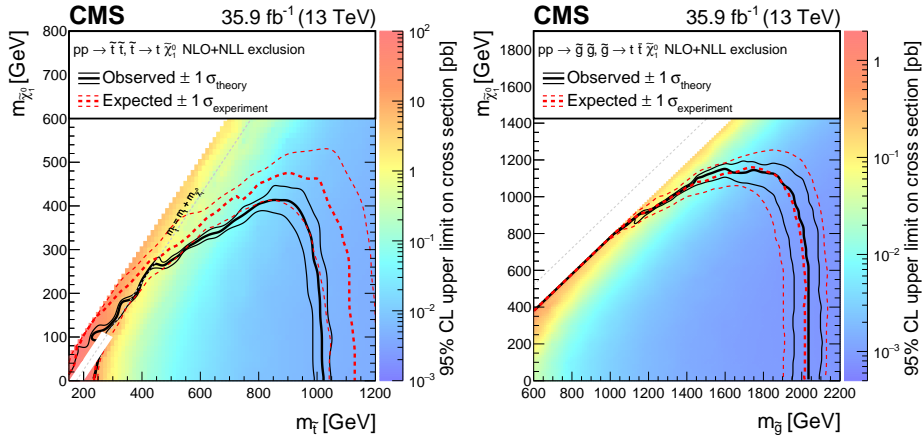 CMS 35.9 fb⁻¹ (13 TeV)
pp → t̃ t̃, t̃ → t χ̃⁰₁ NLO+NLL exclusion
Observed ± 1 σ_theory
Expected ± 1 σ_experiment
m_χ̃⁰₁ [GeV]
800
700
600
500
400
300
200
100
0
200 400 600 800 1000 1200
m_t̃ [GeV]
m_t̃ = m_t + m_χ̃⁰₁
10²
10
1
10⁻¹
10⁻²
10⁻³
95% CL upper limit on cross section [pb]
CMS 35.9 fb⁻¹ (13 TeV)
pp → g̃ g̃, g̃ → t t̄ χ̃⁰₁ NLO+NLL exclusion
Observed ± 1 σ_theory
Expected ± 1 σ_experiment
m_χ̃⁰₁ [GeV]
1800
1600
1400
1200
1000
800
600
400
200
0
600 800 1000 1200 1400 1600 1800 2000 2200
m_g̃ [GeV]
1
10⁻¹
10⁻²
10⁻³
95% CL upper limit on cross section [pb]